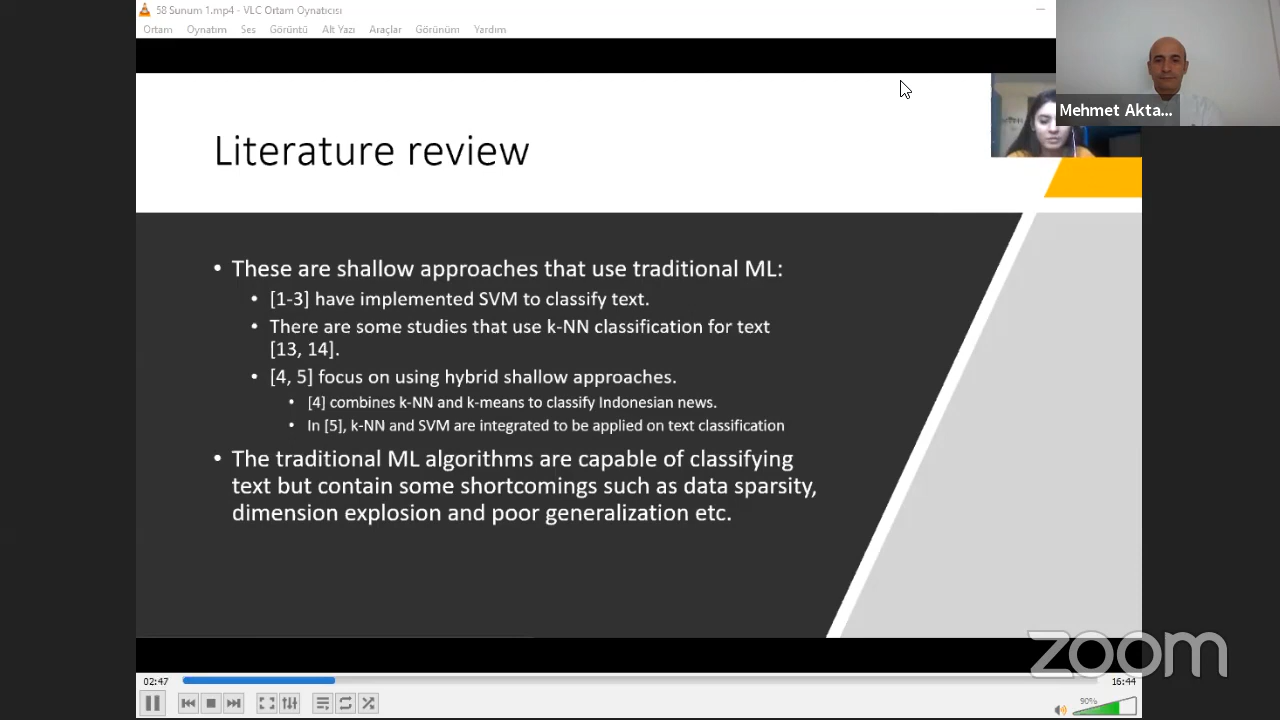 58 Sunum 1.mp4 - VLC Ortam Oynatıcısı
Ortam Oynatım Ses Görüntü Alt Yazı Araçlar Görünüm Yardım
Mehmet Akta...
Literature review
• These are shallow approaches that use traditional ML:
• [1-3] have implemented SVM to classify text.
• There are some studies that use k-NN classification for text
[13, 14].
• [4, 5] focus on using hybrid shallow approaches.
• [4] combines k-NN and k-means to classify Indonesian news.
• In [5], k-NN and SVM are integrated to be applied on text classification
• The traditional ML algorithms are capable of classifying
text but contain some shortcomings such as data sparsity,
dimension explosion and poor generalization etc.
zoom
02:47
16:44
90%